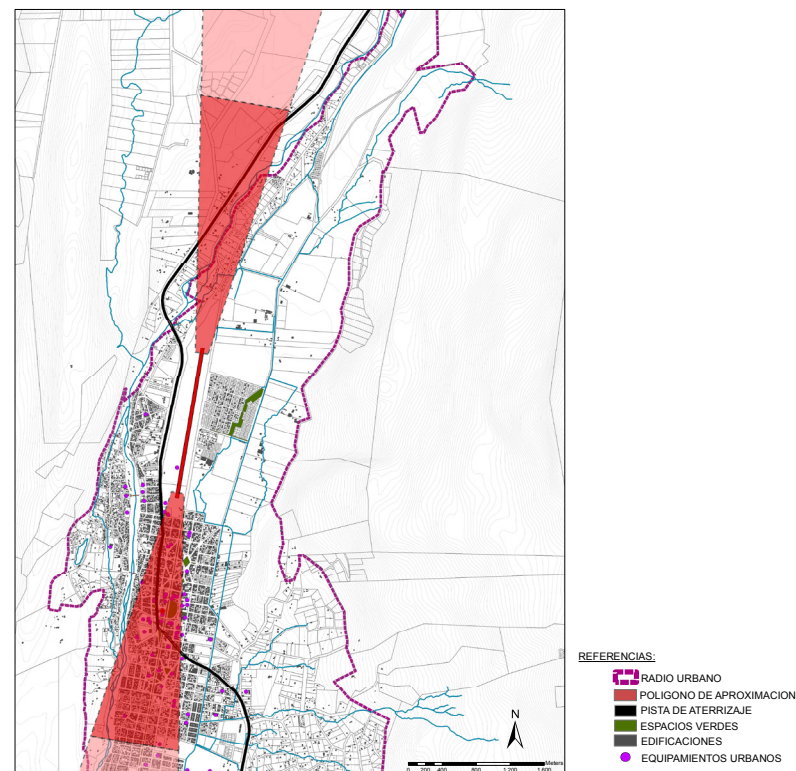 REFERENCIAS:
RADIO URBANO
POLIGONO DE APROXIMACION
PISTA DE ATERRIZAJE
ESPACIOS VERDES
EDIFICACIONES
EQUIPAMIENTOS URBANOS
N
Meters
0 200 400 800 1.200 1.600